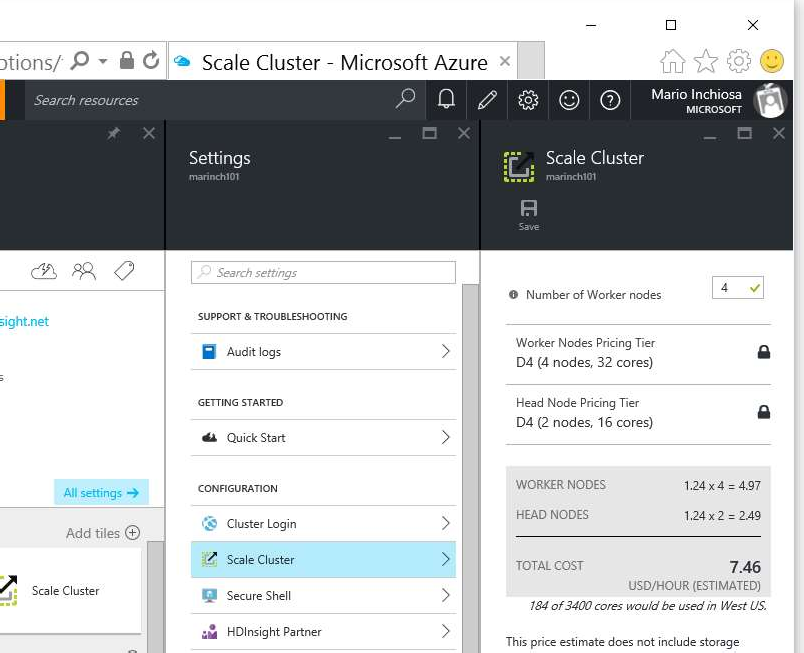 ptions/
Scale Cluster - Microsoft Azure
Search resources
Mario Inchiosa
MICROSOFT
Settings
marinch101
Scale Cluster
marinch101
Save
sight.net
s
All settings
Add tiles
Scale Cluster
Search settings
SUPPORT & TROUBLESHOOTING
Audit logs
GETTING STARTED
Quick Start
CONFIGURATION
Cluster Login
Scale Cluster
Secure Shell
HDInsight Partner
Number of Worker nodes 4
Worker Nodes Pricing Tier
D4 (4 nodes, 32 cores)
Head Node Pricing Tier
D4 (2 nodes, 16 cores)
WORKER NODES 1.24 x 4 = 4.97
HEAD NODES 1.24 x 2 = 2.49
TOTAL COST 7.46
USD/HOUR (ESTIMATED)
184 of 3400 cores would be used in West US.
This price estimate does not include storage